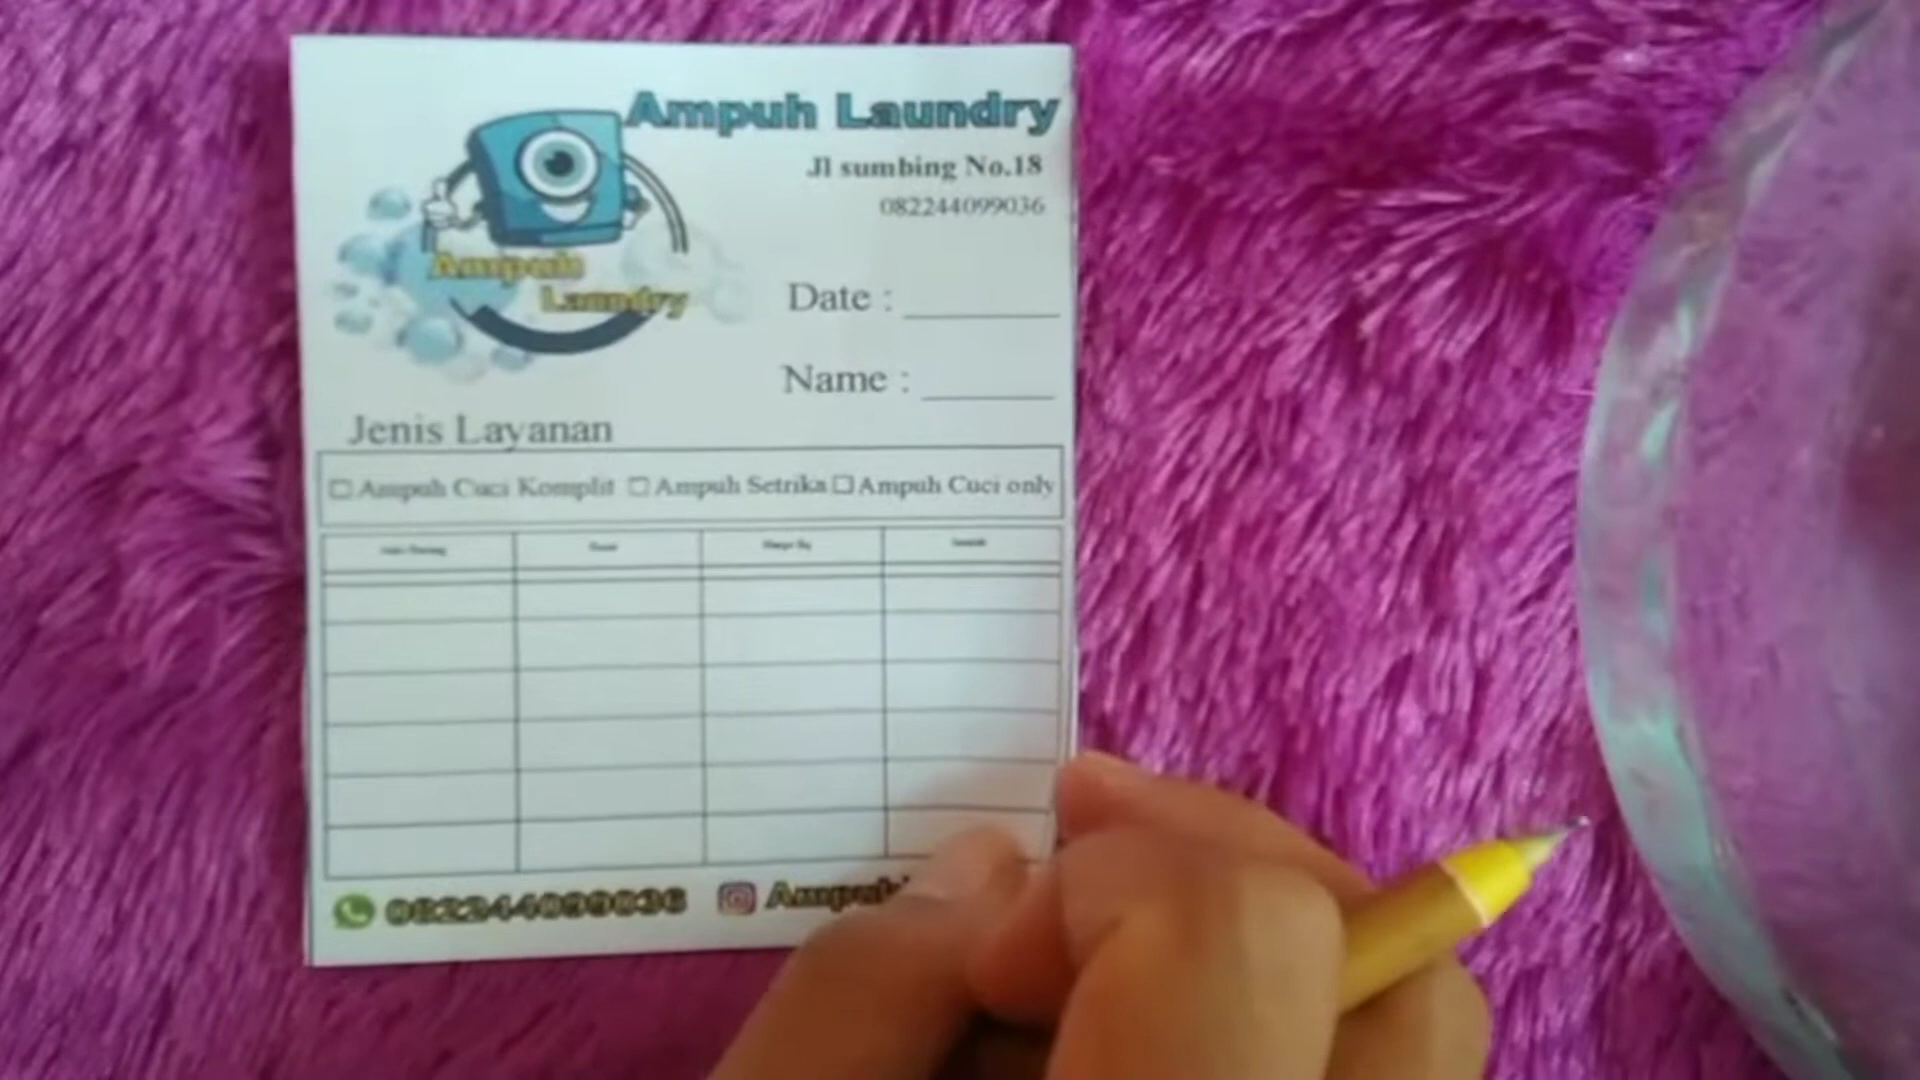 Ampuh Laundry
Jl sumbing No.18
082244099036
Ampuh
Laundry
Date :
Name :
Jenis Layanan
Ampuh Cuci Komplit Ampuh Setrika Ampuh Cuci only
082244099036